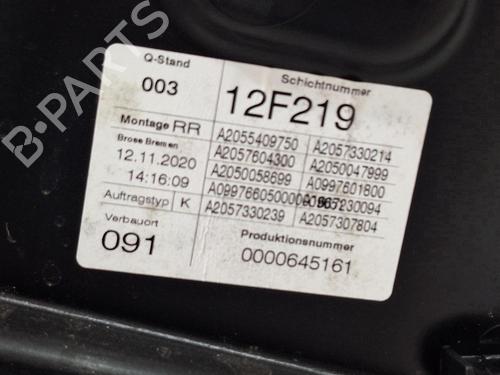 B-PARTS
Q-Stand
003
Schichtnummer
12F219
Montage RR
Brose Bremen
12.11.2020
14:16:09
Auftragstyp K
Verbauort
091
A2055409750 A2057330214
A2057604300 A2050047999
A2050058699 A0997601600
A2057330239 A2057307804
Produktionsnummer
0000645161